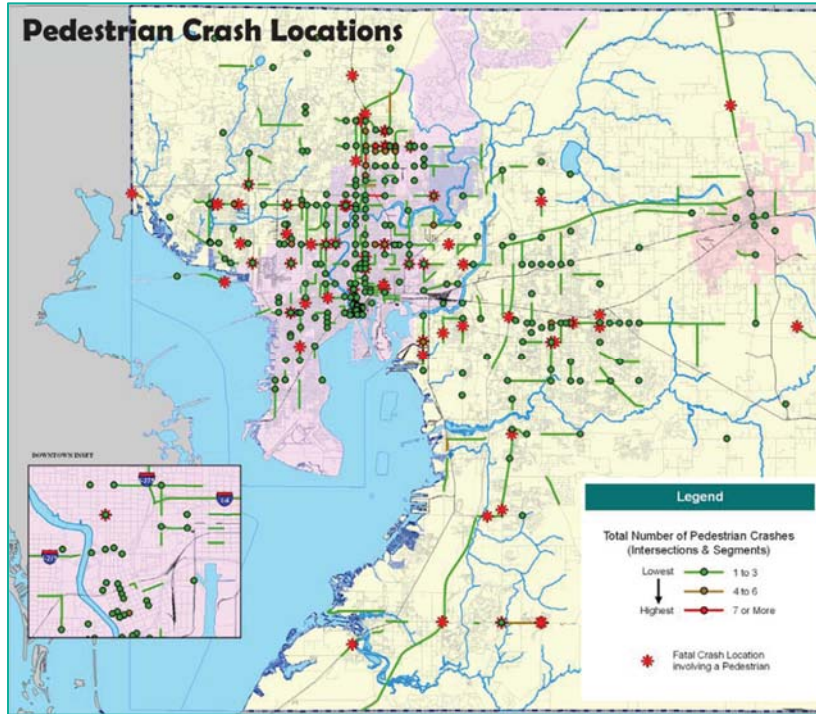 Pedestrian Crash Locations
DOWNTOWN INSET
Legend
Total Number of Pedestrian Crashes
(Intersections & Segments)
Lowest
1 to 3
4 to 6
Highest
7 or More
Fatal Crash Location
involving a Pedestrian